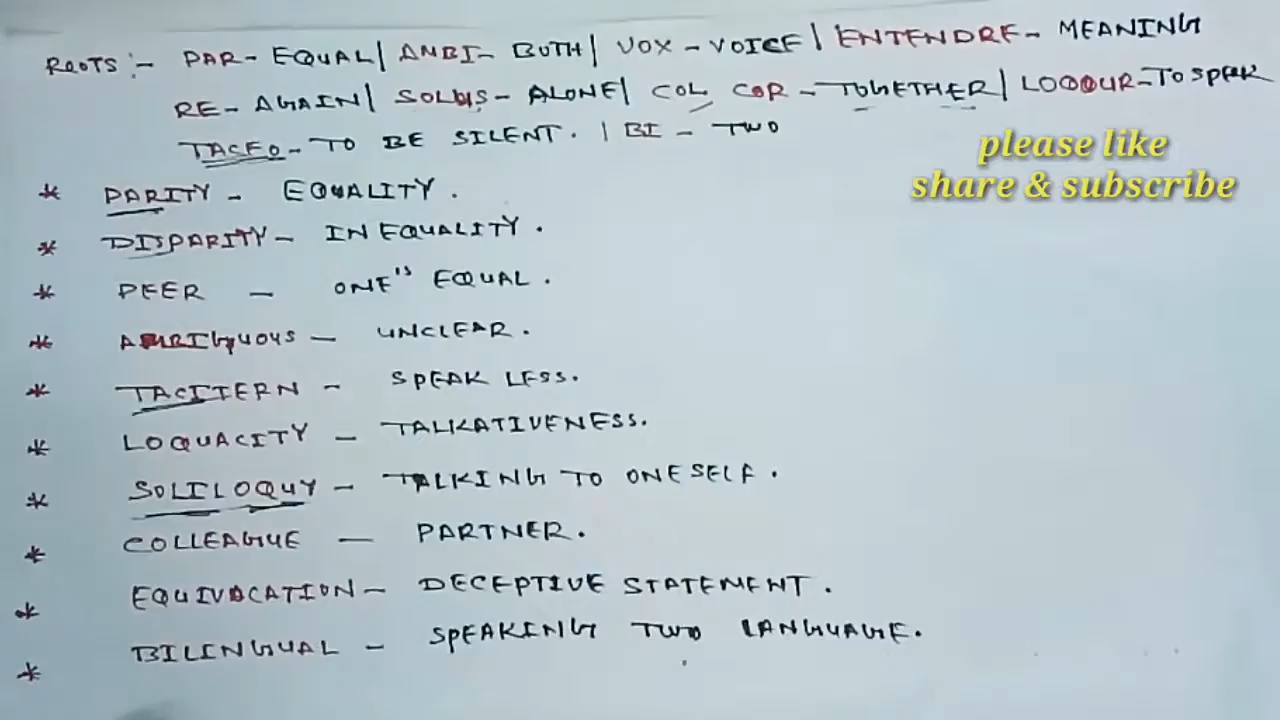 ROOTS :- PAR - EQUAL | AMBI - BOTH | VOX - VOICE | ENTENDRE - MEANING
RE - AGAIN | SOLUS - ALONE | COL COR - TOGETHER | LOQOUR - TO SPEAK
TACEO - TO BE SILENT. | BI - TWO
please like
share & subscribe
* PARITY - EQUALITY.
* DISPARITY - INEQUALITY.
* PEER - ONE"S EQUAL.
* AMBIGUOUS - UNCLEAR.
* TACITERN - SPEAK LESS.
* LOQUACITY - TALKATIVENESS.
* SOLILOQUY - TALKING TO ONESELF.
* COLLEAGUE - PARTNER.
* EQUIVOCATION - DECEPTIVE STATEMENT.
* BILINGUAL - SPEAKING TWO LANGUAGE.